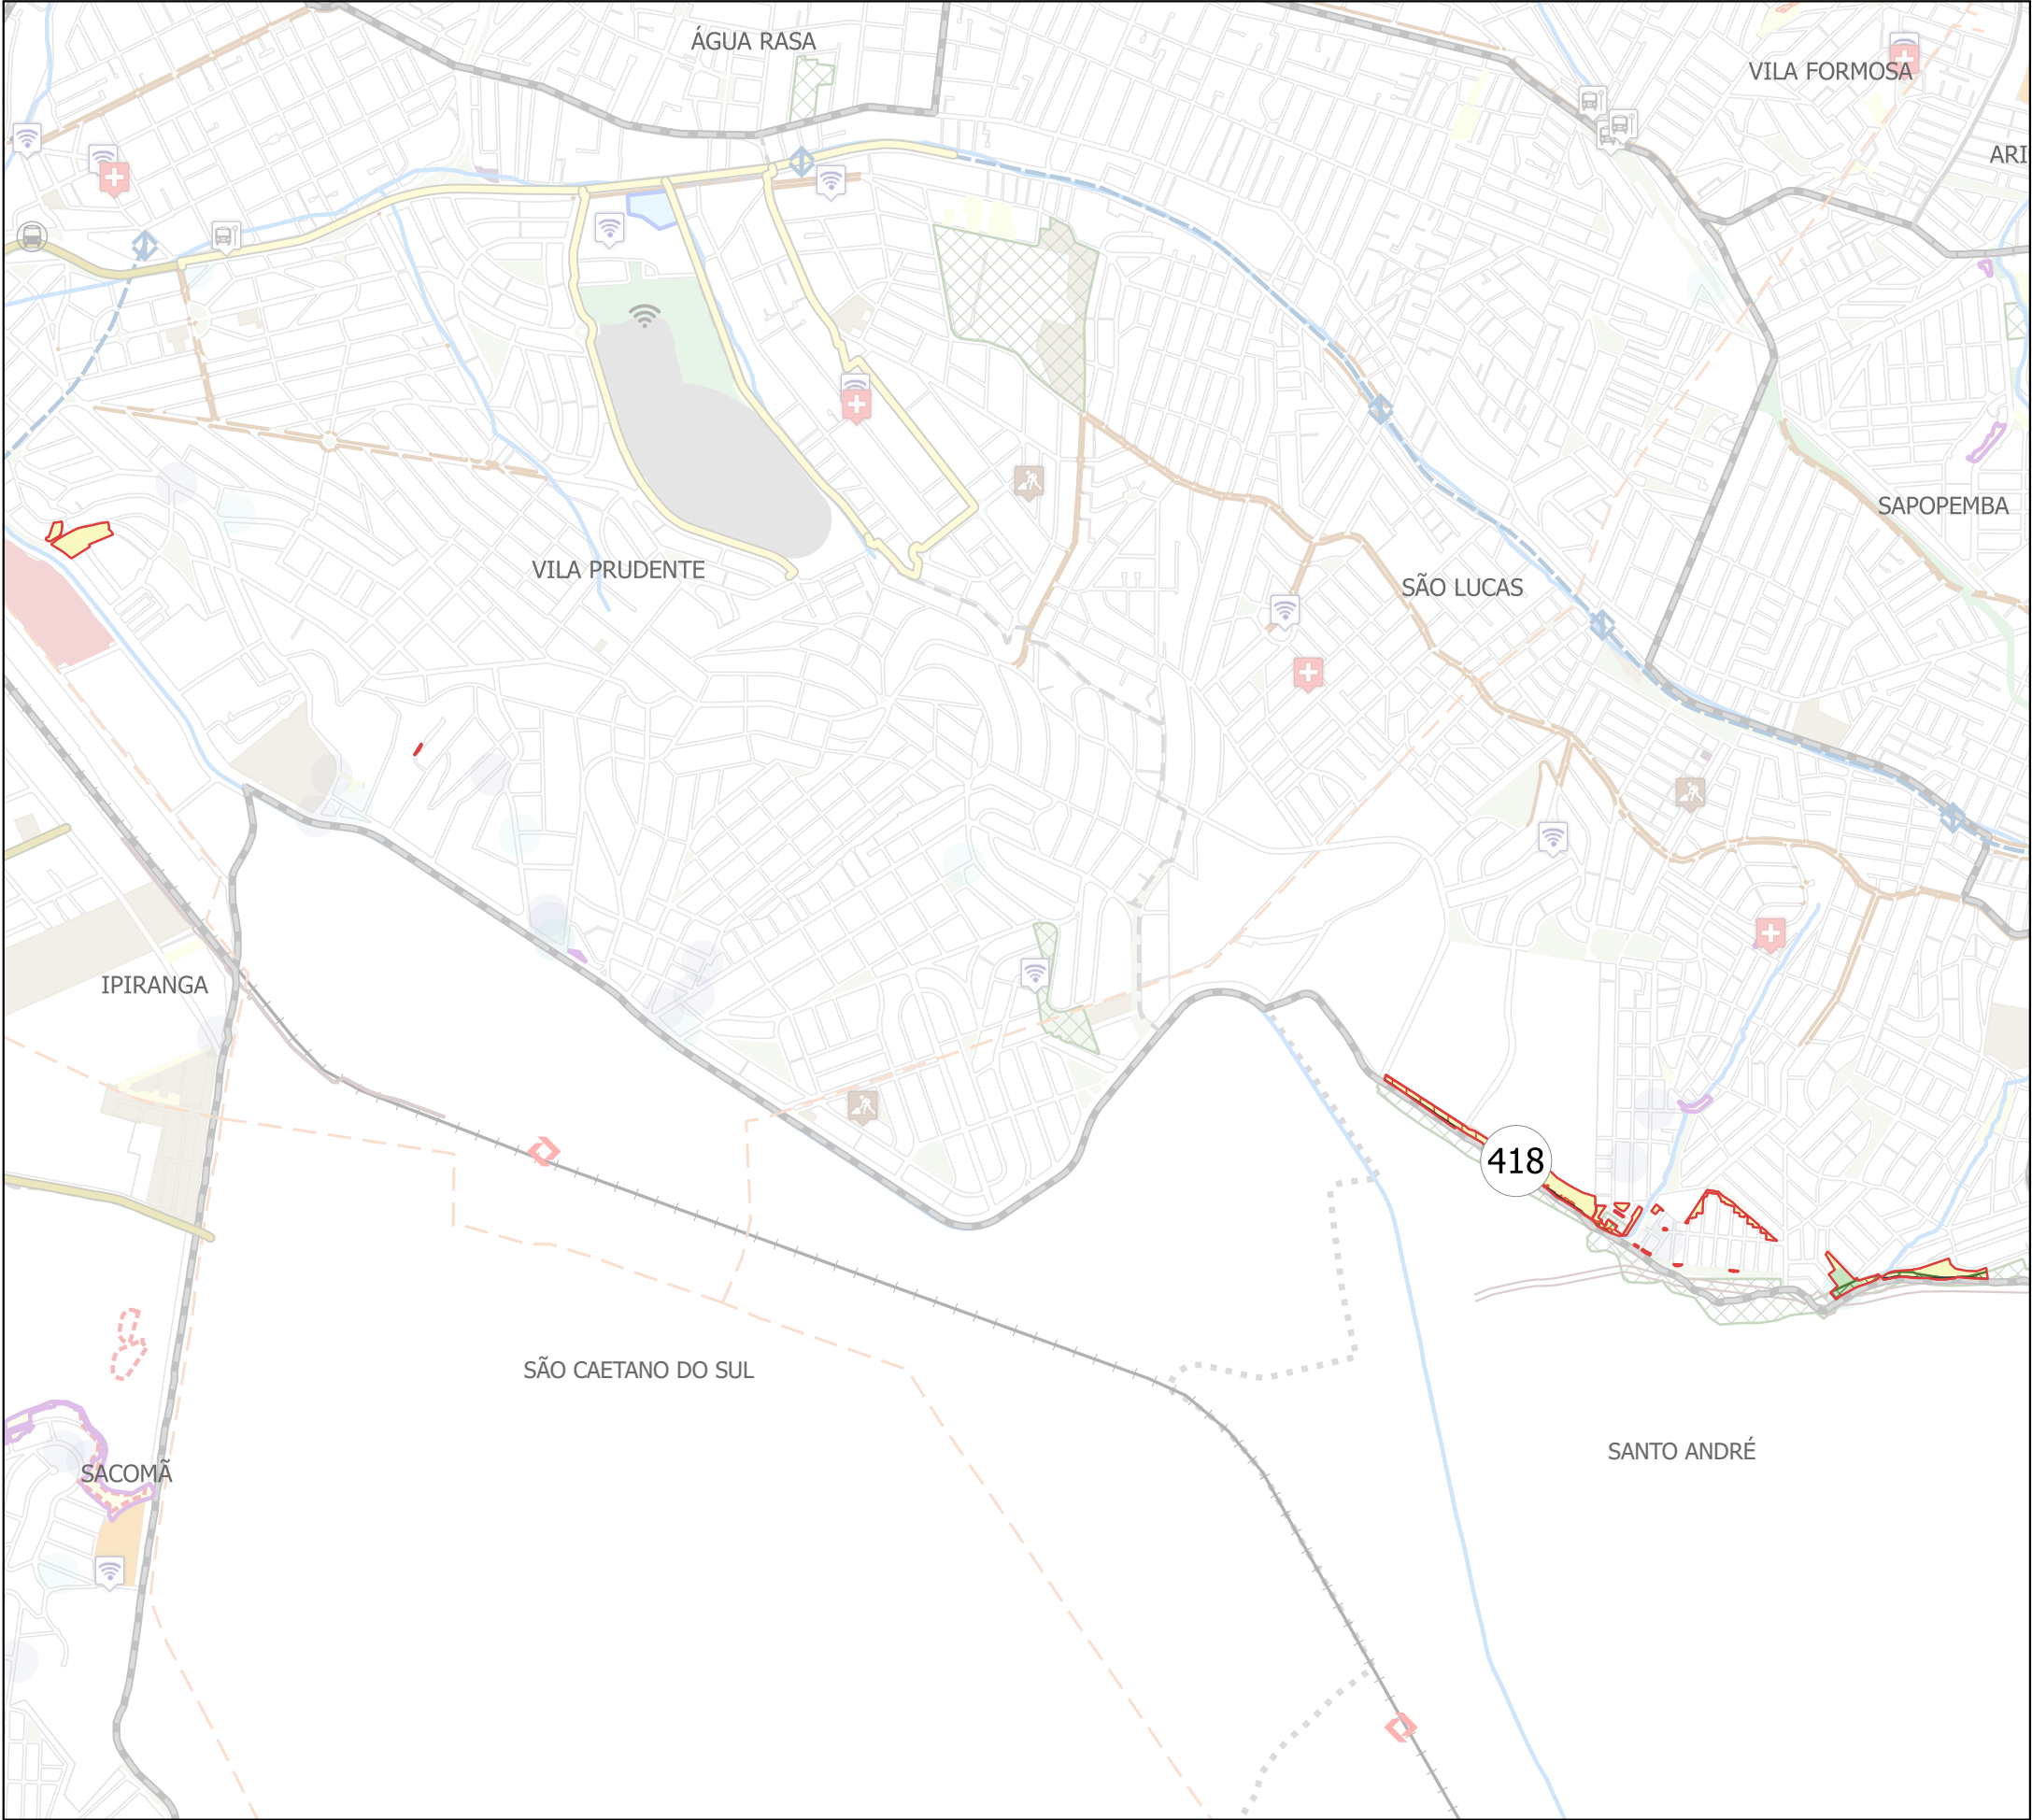 ÁGUA RASA
VILA FORMOSA
ARI
SAPOPEMBA
VILA PRUDENTE
SÃO LUCAS
IPIRANGA
418
SÃO CAETANO DO SUL
SANTO ANDRÉ
SACOMÃ